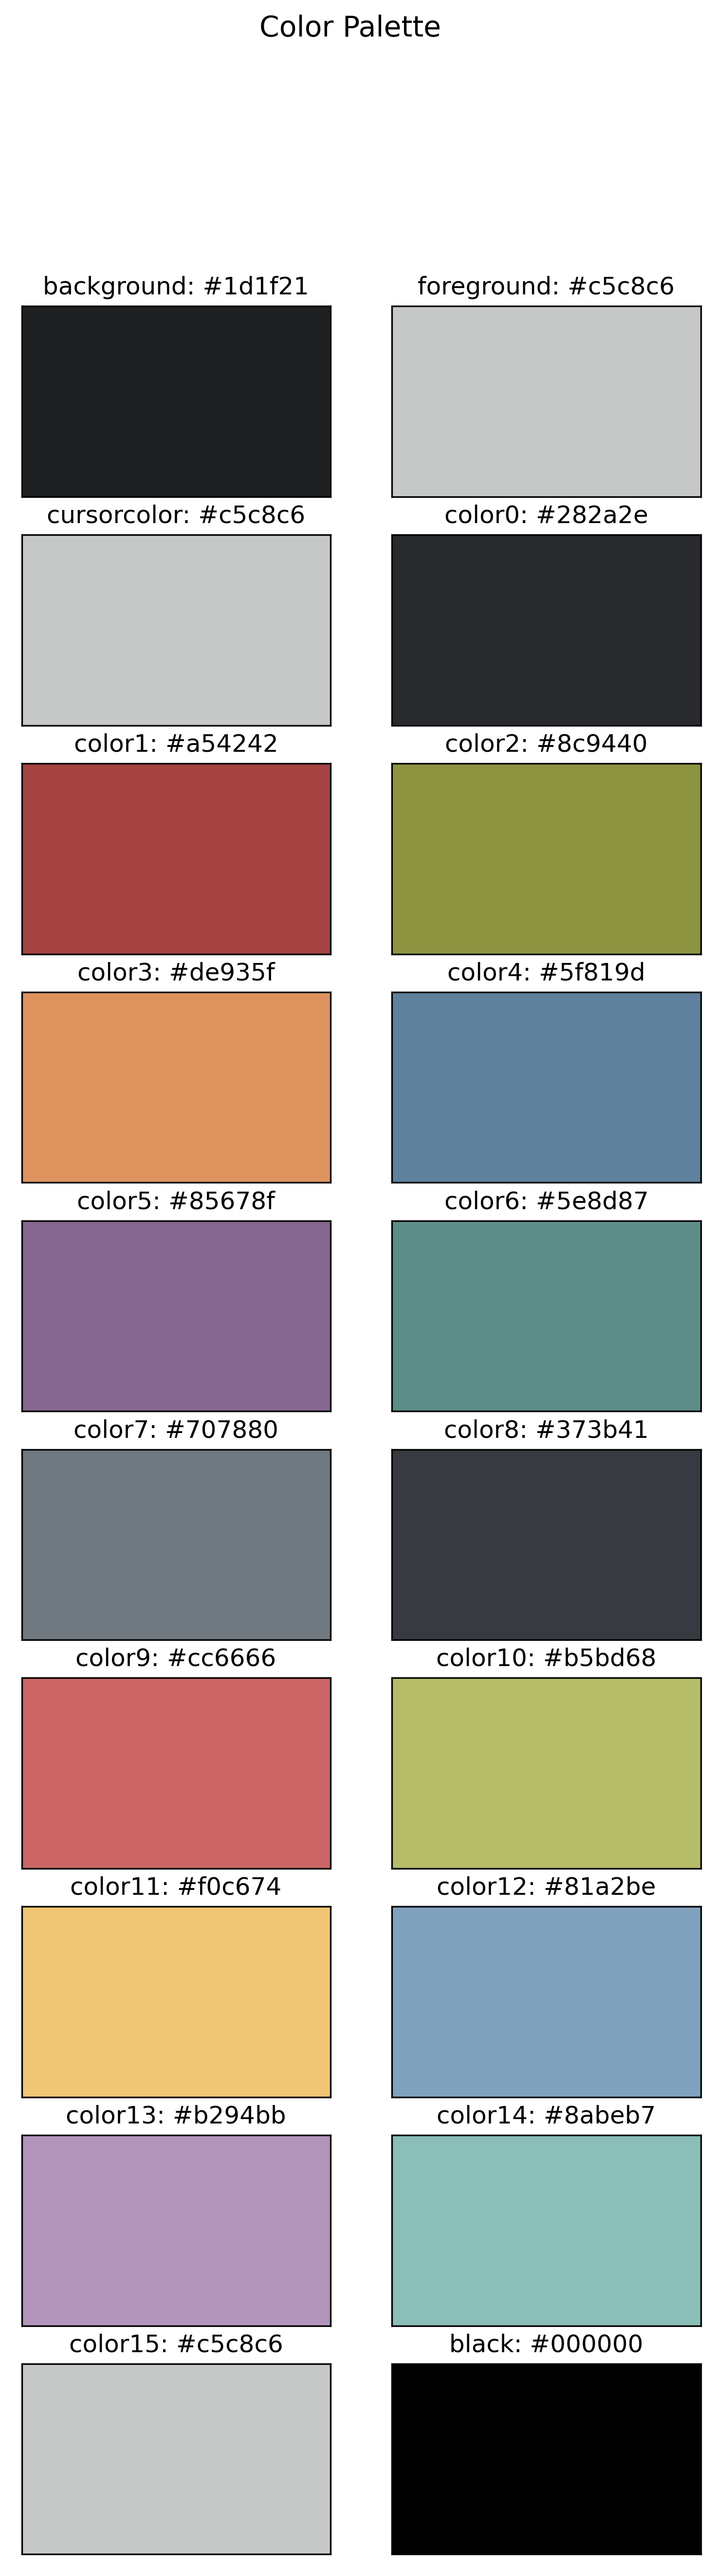 Color Palette
background: #1d1f21
foreground: #c5c8c6
cursorcolor: #c5c8c6
color0: #282a2e
color1: #a54242
color2: #8c9440
color3: #de935f
color4: #5f819d
color5: #85678f
color6: #5e8d87
color7: #707880
color8: #373b41
color9: #cc6666
color10: #b5bd68
color11: #f0c674
color12: #81a2be
color13: #b294bb
color14: #8abeb7
color15: #c5c8c6
black: #000000